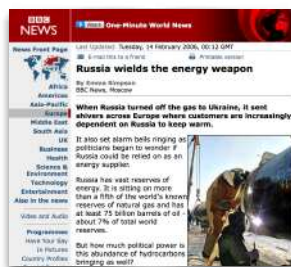 BBC
NEWS
One-Minute World News
News Front Page
Africa
Americas
Asia-Pacific
Europe
Middle East
South Asia
UK
Business
Health
Science &
Environment
Technology
Entertainment
Also in the news
Video and Audio
Programmes
Have Your Say
In Pictures
Country Profiles
Last Updated: Tuesday, 14 February 2006, 00:12 GMT
E-mail this to a friend
Printable version
Russia wields the energy weapon
By Emma Simpson
BBC News, Moscow
When Russia turned off the gas to Ukraine, it sent
shivers across Europe where customers are increasingly
dependent on Russia to keep warm.
It also set alarm bells ringing as
politicians began to wonder if
Russia could be relied on as an
energy supplier.
Russia has vast reserves of
energy. It is sitting on more
than a fifth of the world's known
reserves of natural gas and has
at least 75 billion barrels of oil -
about 7% of total world
reserves.
But how much political power is
this abundance of hydrocarbons
bringing as well?